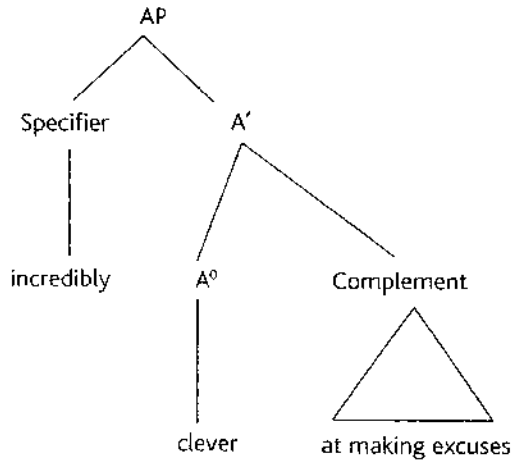 AP
Specifier A′
incredibly A⁰ Complement
clever at making excuses